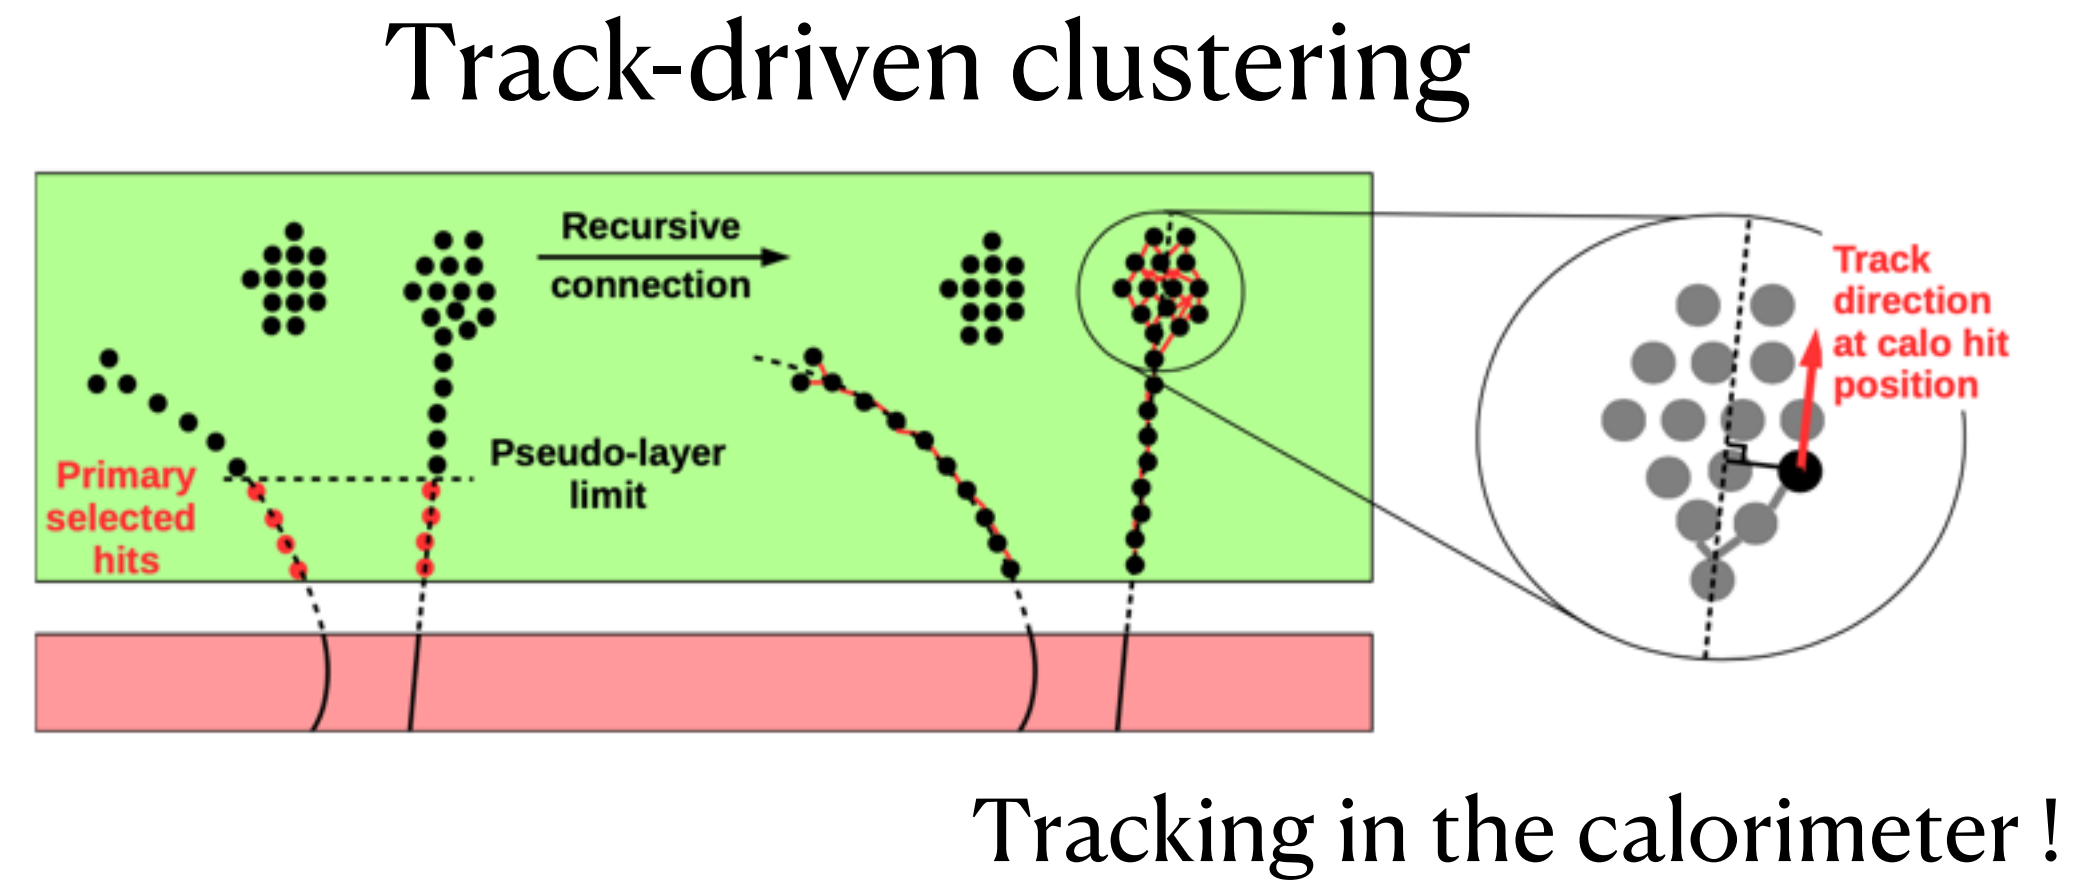 Track-driven clustering
Recursive
connection
Pseudo-layer
limit
Primary
selected
hits
Track
direction
at calo hit
position
Tracking in the calorimeter !